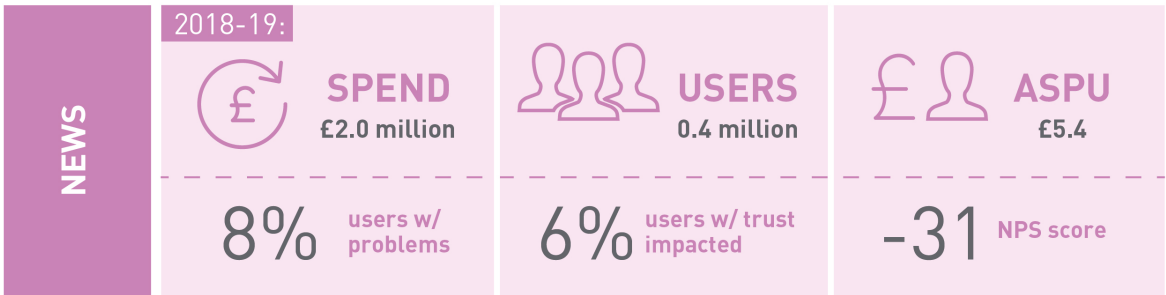 NEWS
2018-19:
£
SPEND
£2.0 million
USERS
0.4 million
£
ASPU
£5.4
8%
users w/
problems
6%
users w/ trust
impacted
-31
NPS score